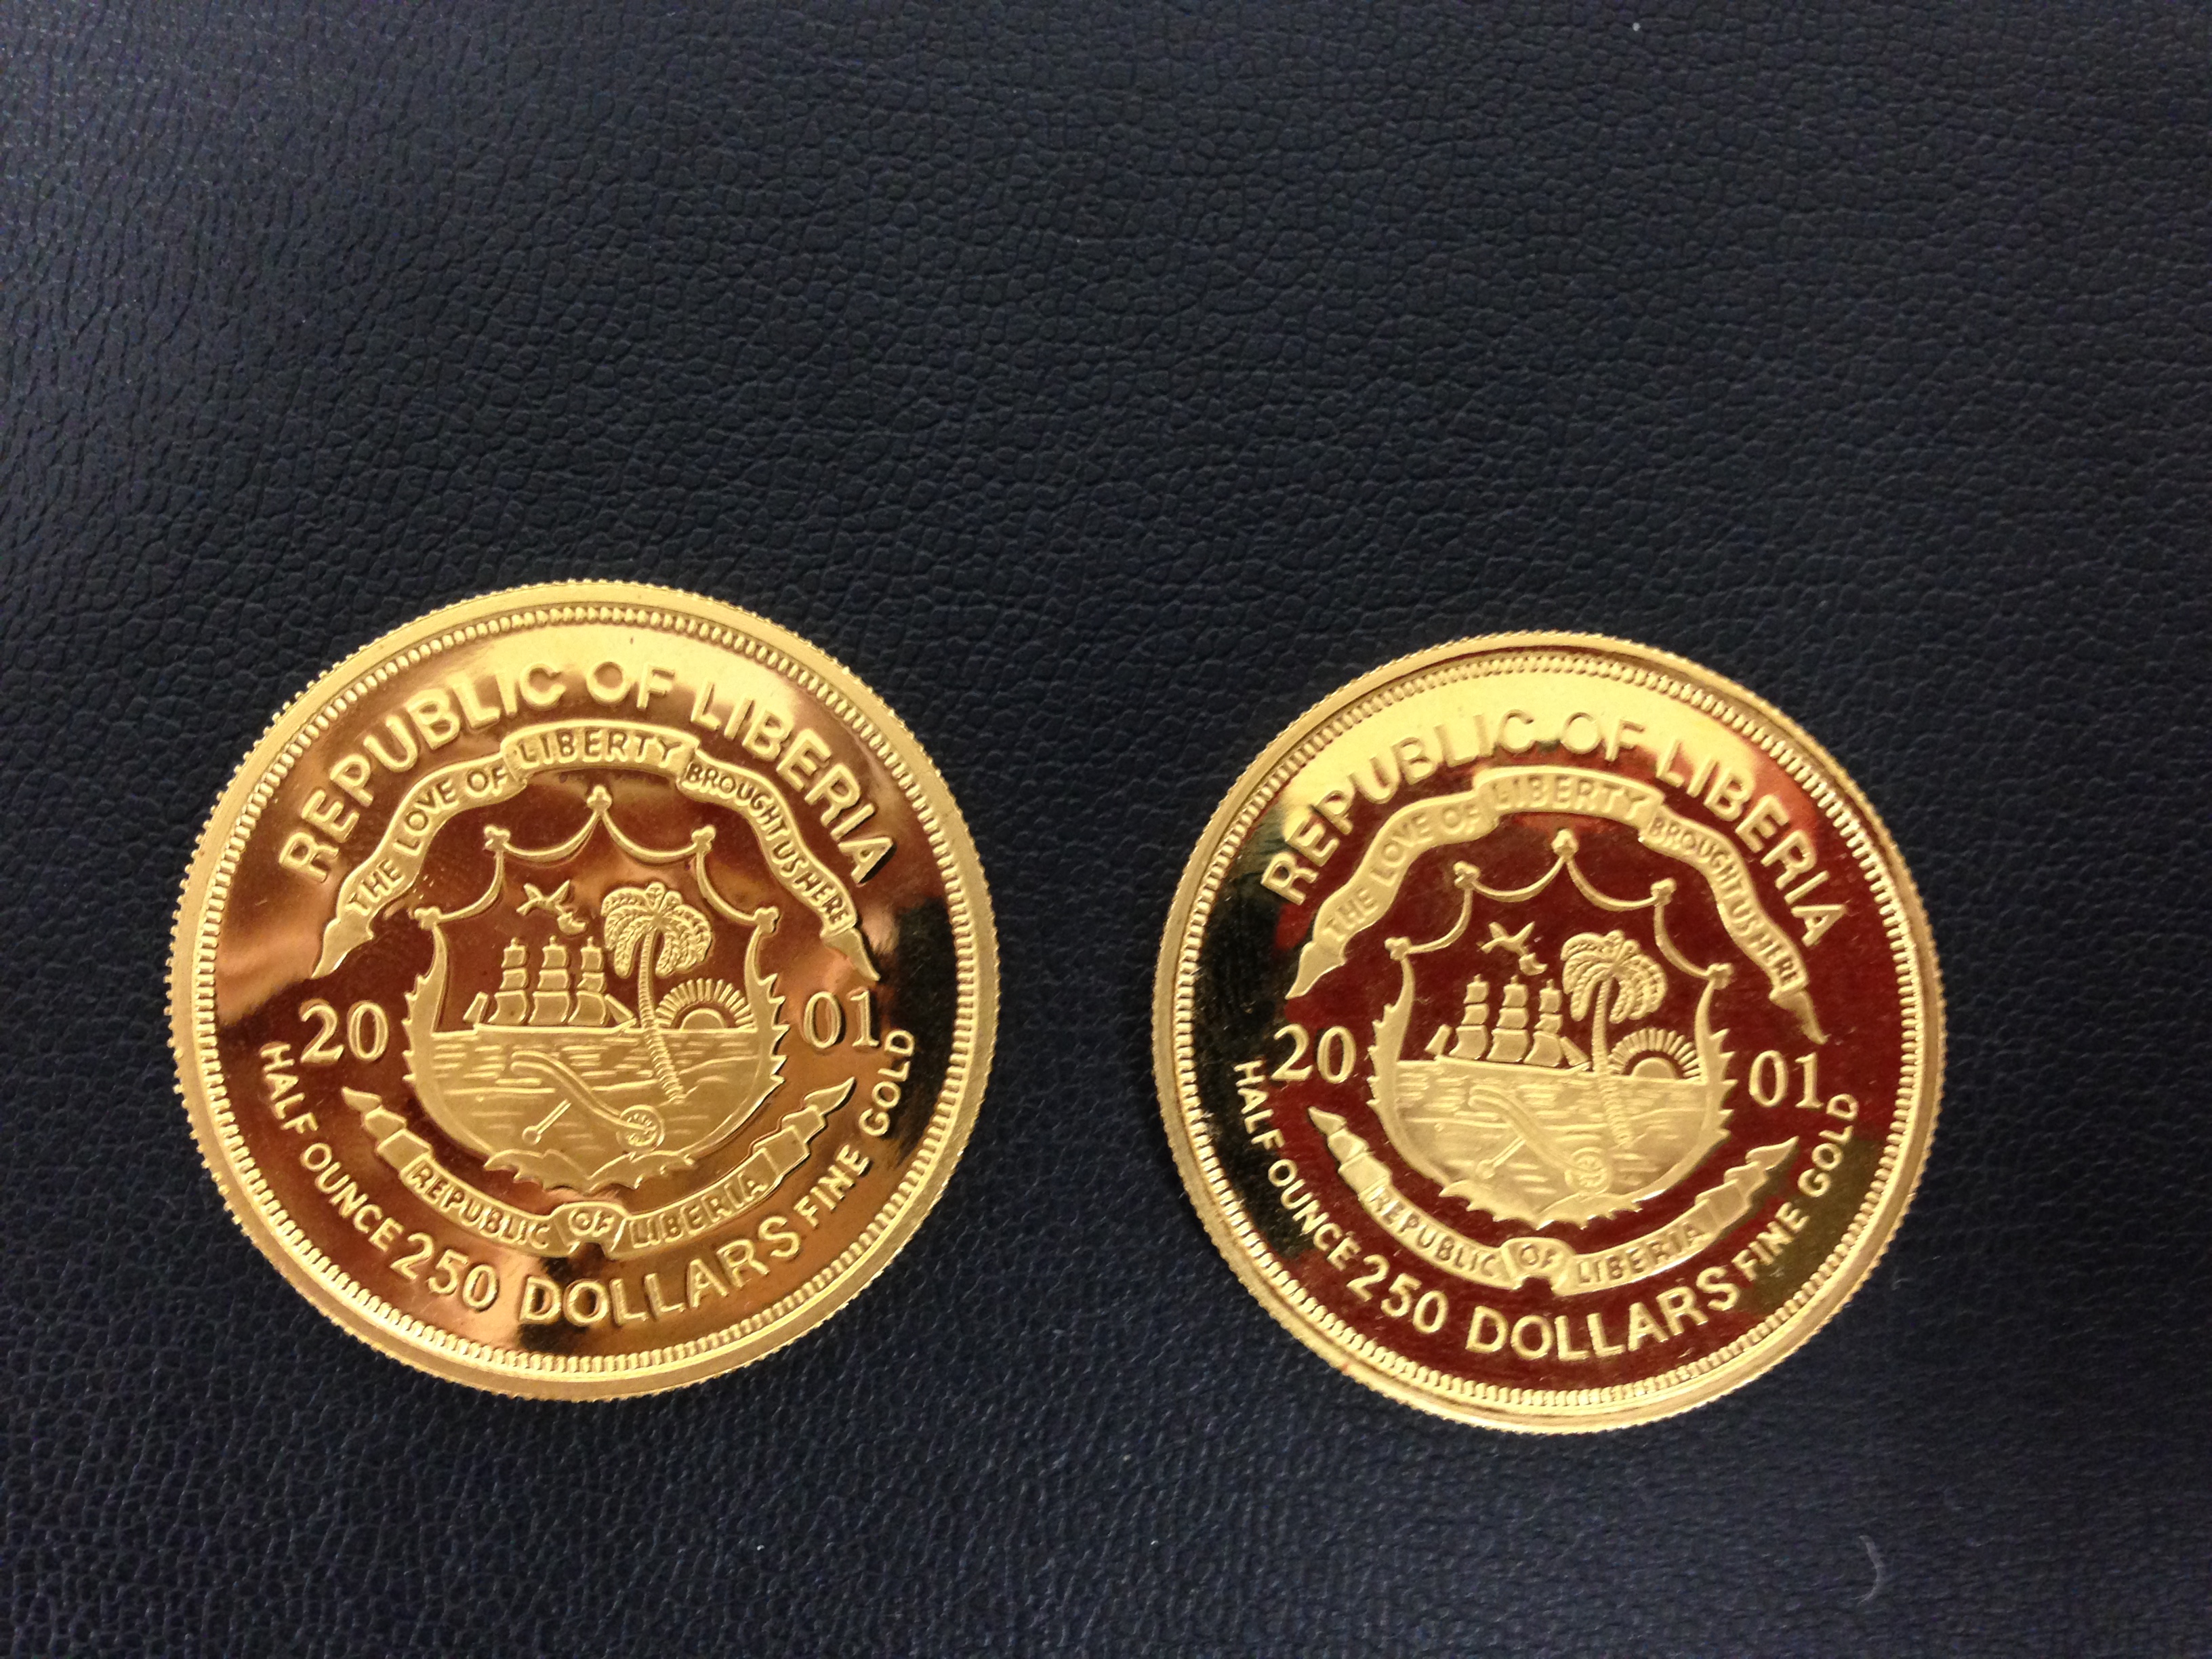 REPUBLIC OF LIBERIA
THE LOVE OF LIBERTY BROUGHT US HERE
20 01
REPUBLIC OF LIBERIA
HALF OUNCE 250 DOLLARS FINE GOLD
REPUBLIC OF LIBERIA
THE LOVE OF LIBERTY BROUGHT US HERE
20 01
REPUBLIC OF LIBERIA
HALF OUNCE 250 DOLLARS FINE GOLD